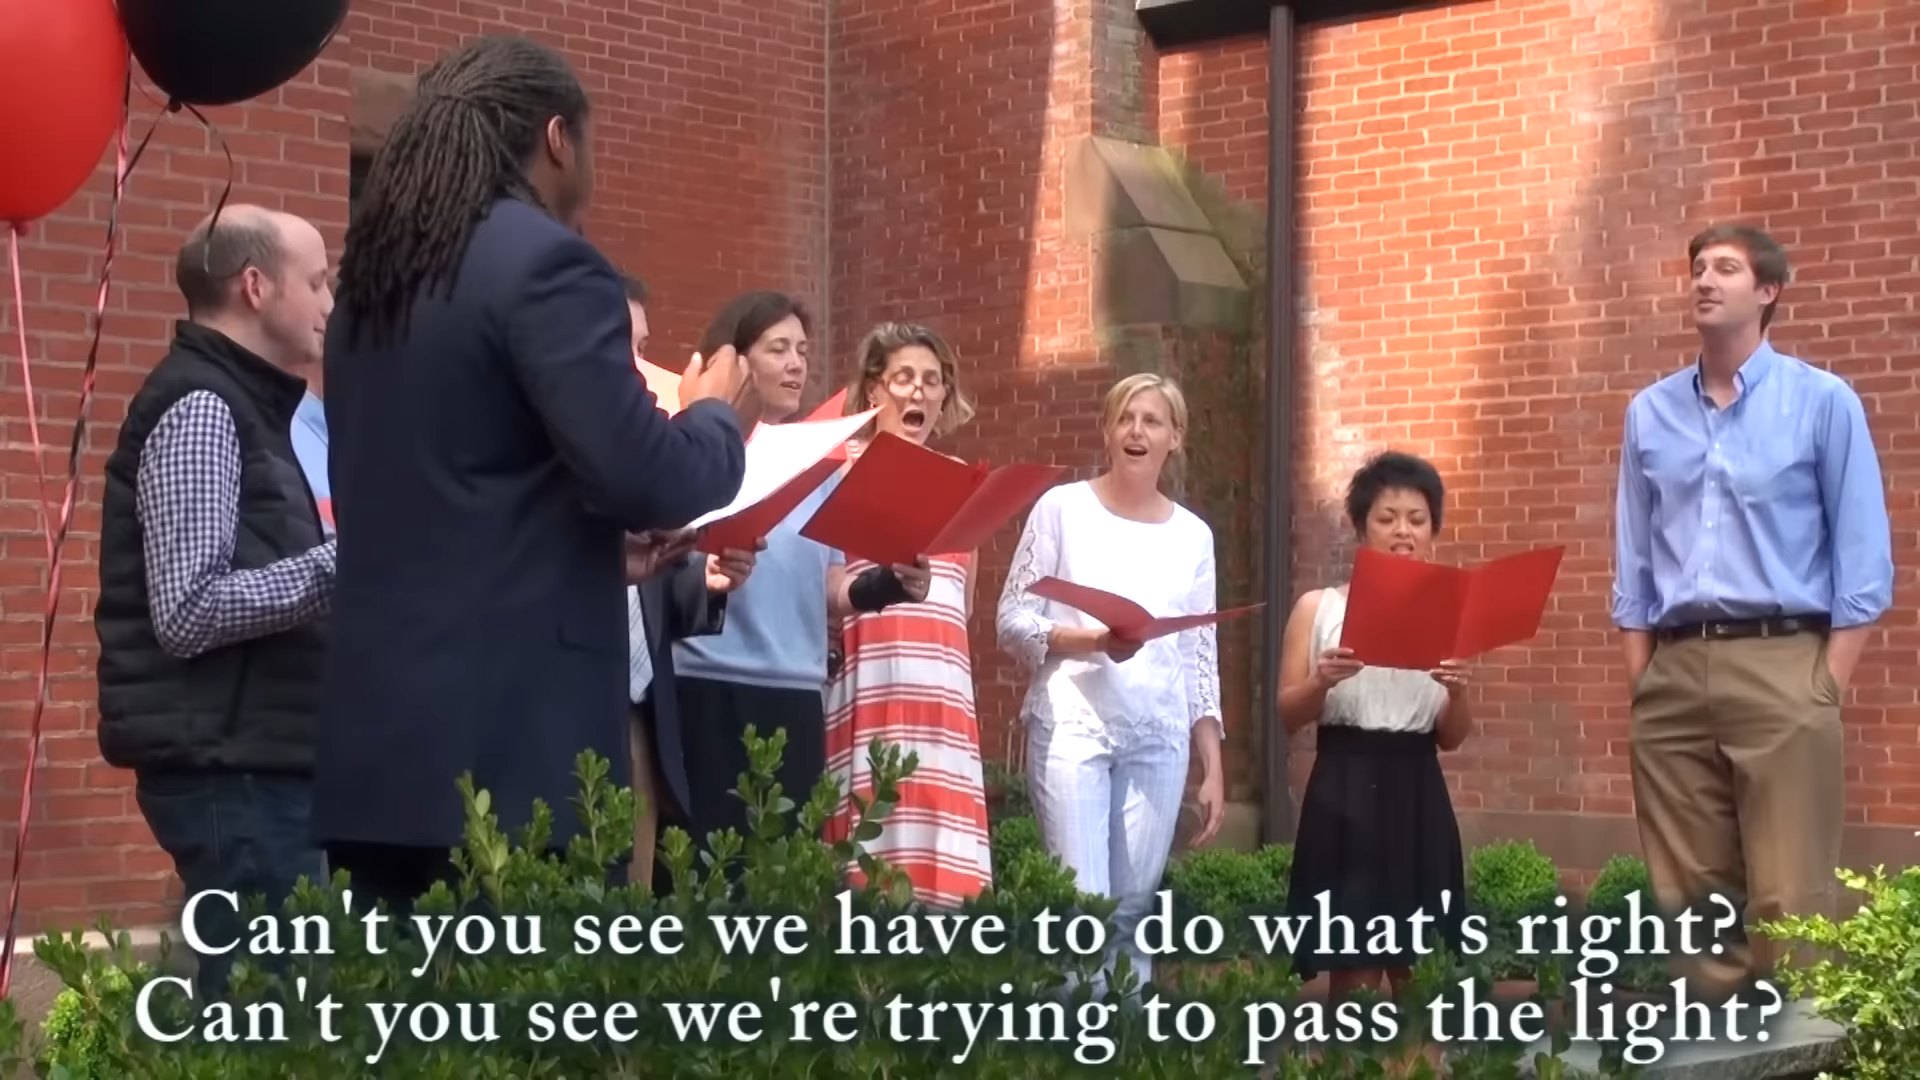 Can't you see we have to do what's right?
Can't you see we're trying to pass the light?